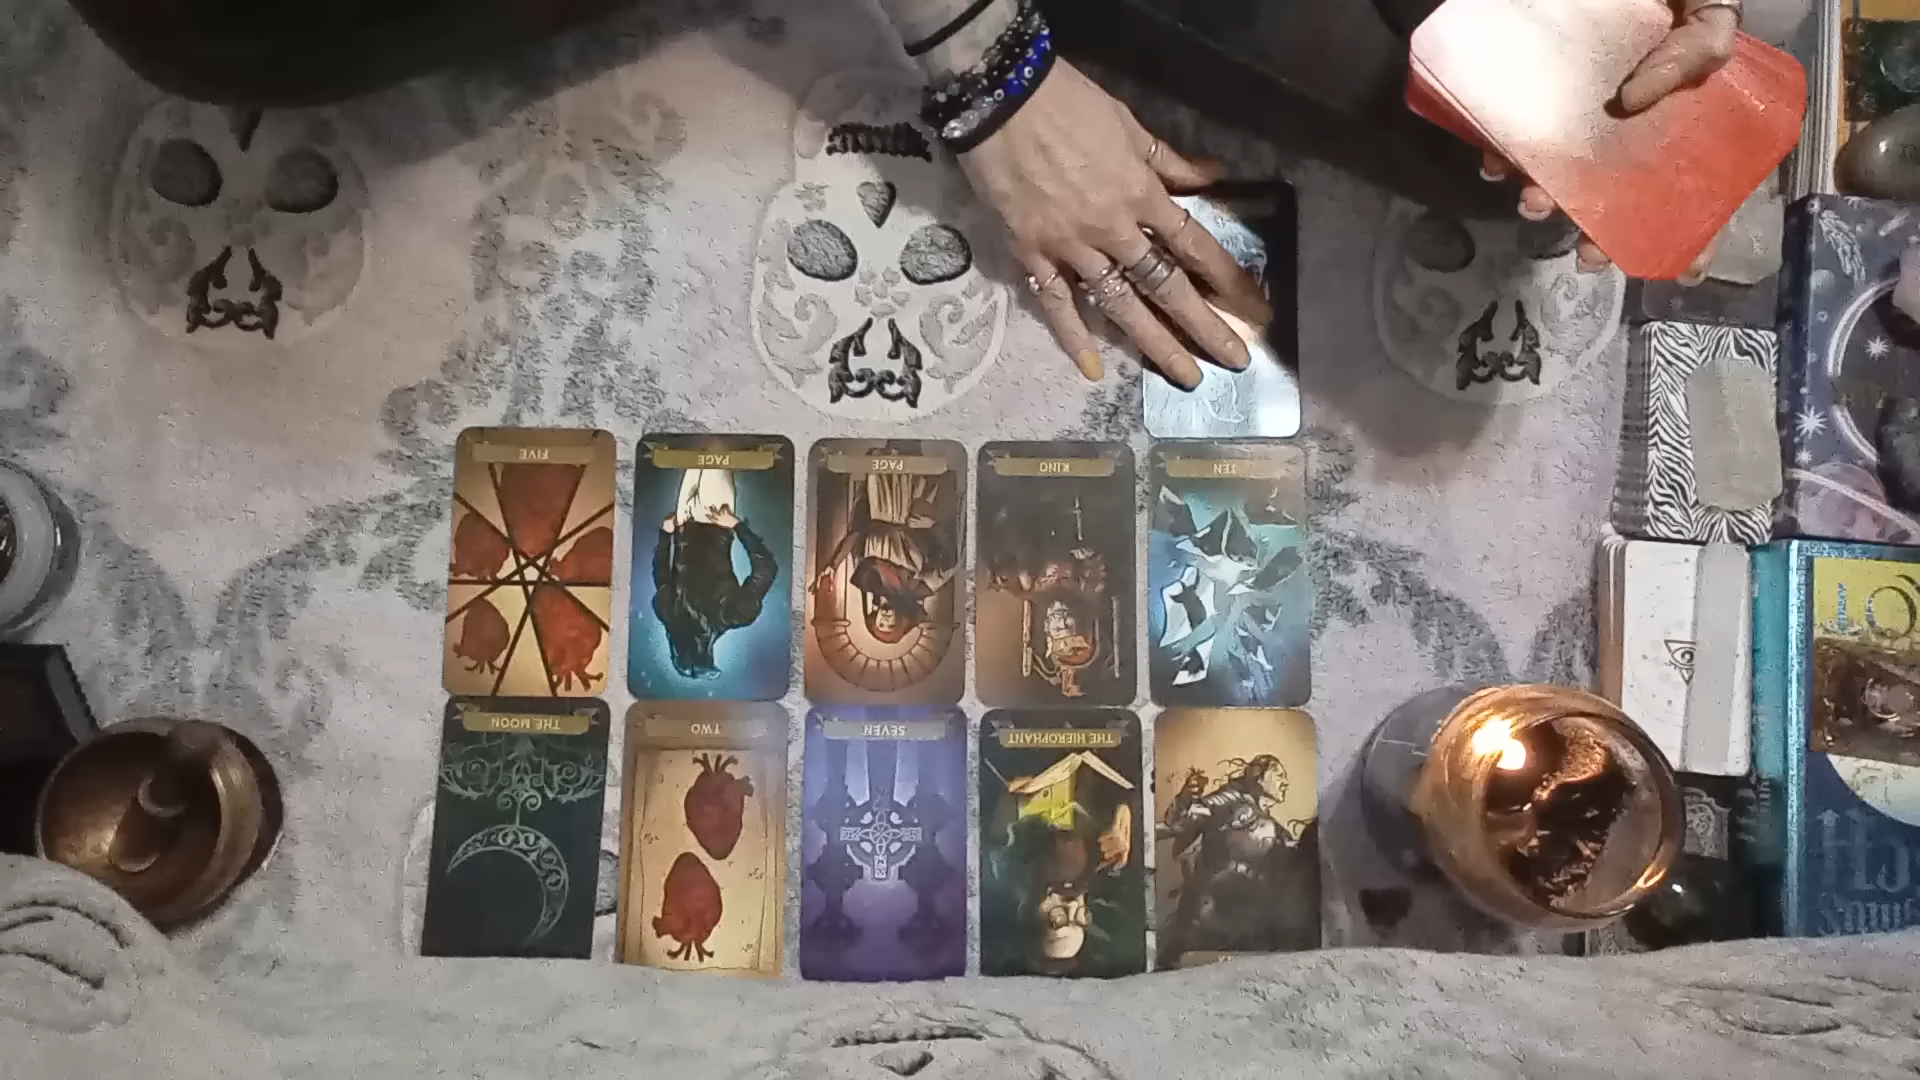 FIVE
PAGE
PAGE
KING
TEN
THE MOON
TWO
SEVEN
THE HIEROPHANT